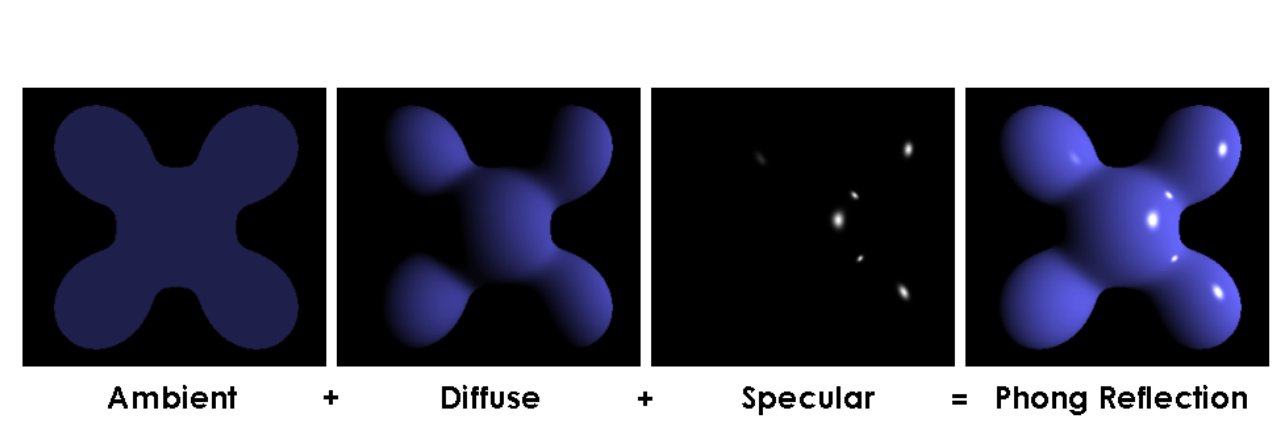 Ambient + Diffuse + Specular = Phong Reflection